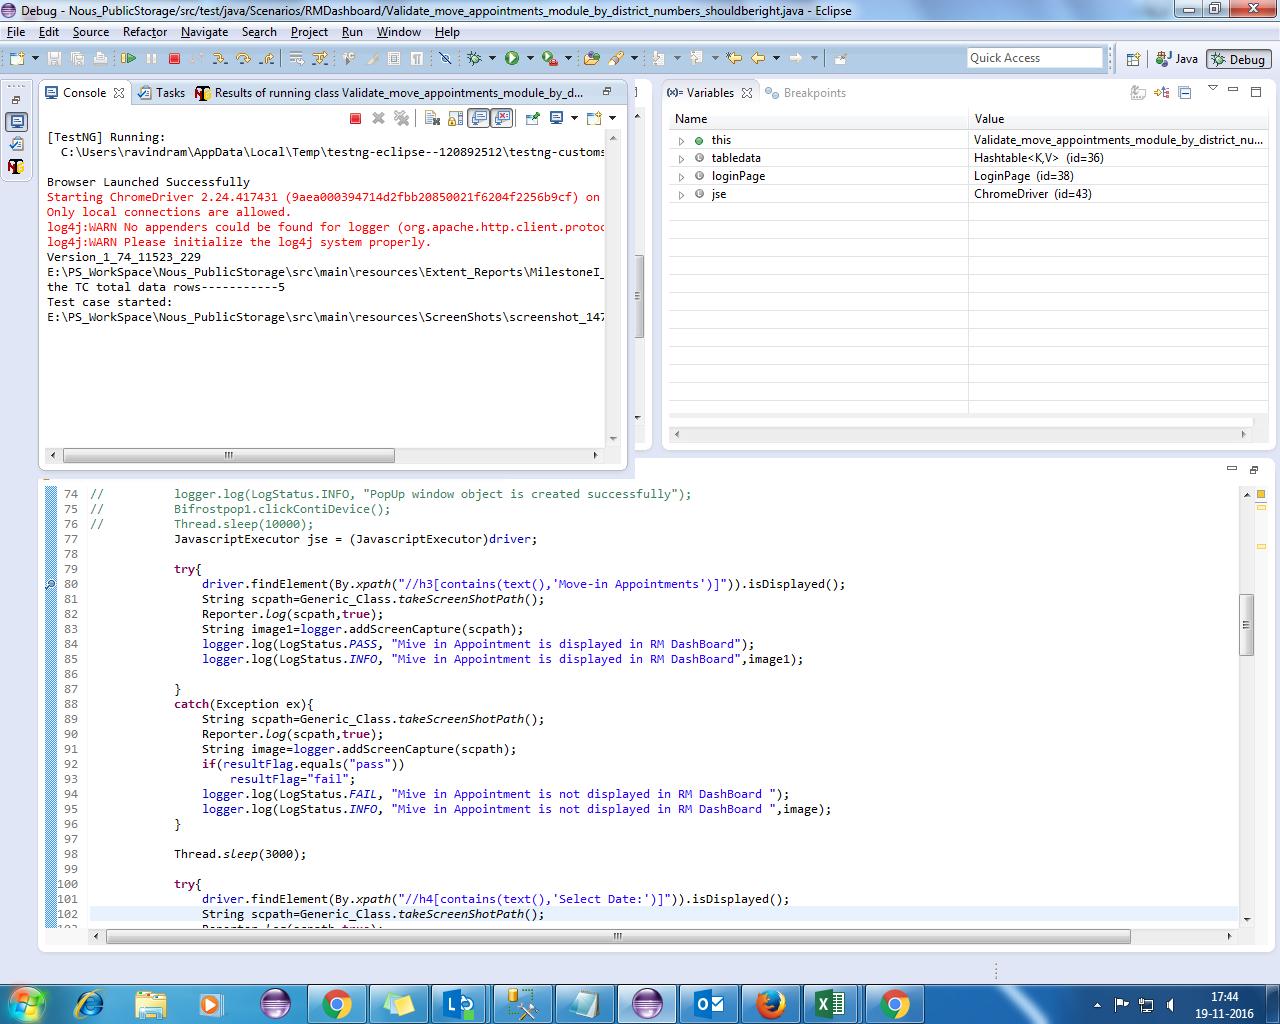 Debug - Nous_PublicStorage/src/test/java/Scenarios/RMDashboard/Validate_move_appointments_module_by_district_numbers_shouldberight.java - Eclipse
File Edit Source Refactor Navigate Search Project Run Window Help
Quick Access
Java
Debug
Console Tasks Results of running class Validate_move_appointments_module_by_d...
[TestNG] Running:
C:\Users\ravindram\AppData\Local\Temp\testng-eclipse--120892512\testng-customs
Browser Launched Successfully
Starting ChromeDriver 2.24.417431 (9aea000394714d2fbb20850021f6204f2256b9cf) on
Only local connections are allowed.
log4j:WARN No appenders could be found for logger (org.apache.http.client.protoc
log4j:WARN Please initialize the log4j system properly.
Version_1_74_11523_229
E:\PS_WorkSpace\Nous_PublicStorage\src\main\resources\Extent_Reports\MilestoneI_
the TC total data rows-----------5
Test case started:
E:\PS_WorkSpace\Nous_PublicStorage\src\main\resources\ScreenShots\screenshot_147
Variables Breakpoints
Name Value
this Validate_move_appointments_module_by_district_nu...
tabledata Hashtable<K,V> (id=36)
loginPage LoginPage (id=38)
jse ChromeDriver (id=43)
74 // logger.log(LogStatus.INFO, "PopUp window object is created successfully");
75 // Bifrostpop1.clickContiDevice();
76 // Thread.sleep(10000);
77 JavascriptExecutor jse = (JavascriptExecutor)driver;
78
79 try{
80 driver.findElement(By.xpath("//h3[contains(text(),'Move-in Appointments')]")).isDisplayed();
81 String scpath=Generic_Class.takeScreenShotPath();
82 Reporter.log(scpath,true);
83 String image1=logger.addScreenCapture(scpath);
84 logger.log(LogStatus.PASS, "Mive in Appointment is displayed in RM DashBoard");
85 logger.log(LogStatus.INFO, "Mive in Appointment is displayed in RM DashBoard",image1);
86
87 }
88 catch(Exception ex){
89 String scpath=Generic_Class.takeScreenShotPath();
90 Reporter.log(scpath,true);
91 String image=logger.addScreenCapture(scpath);
92 if(resultFlag.equals("pass"))
93 resultFlag="fail";
94 logger.log(LogStatus.FAIL, "Mive in Appointment is not displayed in RM DashBoard ");
95 logger.log(LogStatus.INFO, "Mive in Appointment is not displayed in RM DashBoard ",image);
96 }
97
98 Thread.sleep(3000);
99
100 try{
101 driver.findElement(By.xpath("//h4[contains(text(),'Select Date:')]")).isDisplayed();
102 String scpath=Generic_Class.takeScreenShotPath();
103 Reporter.log(scpath,true);
17:44
19-11-2016